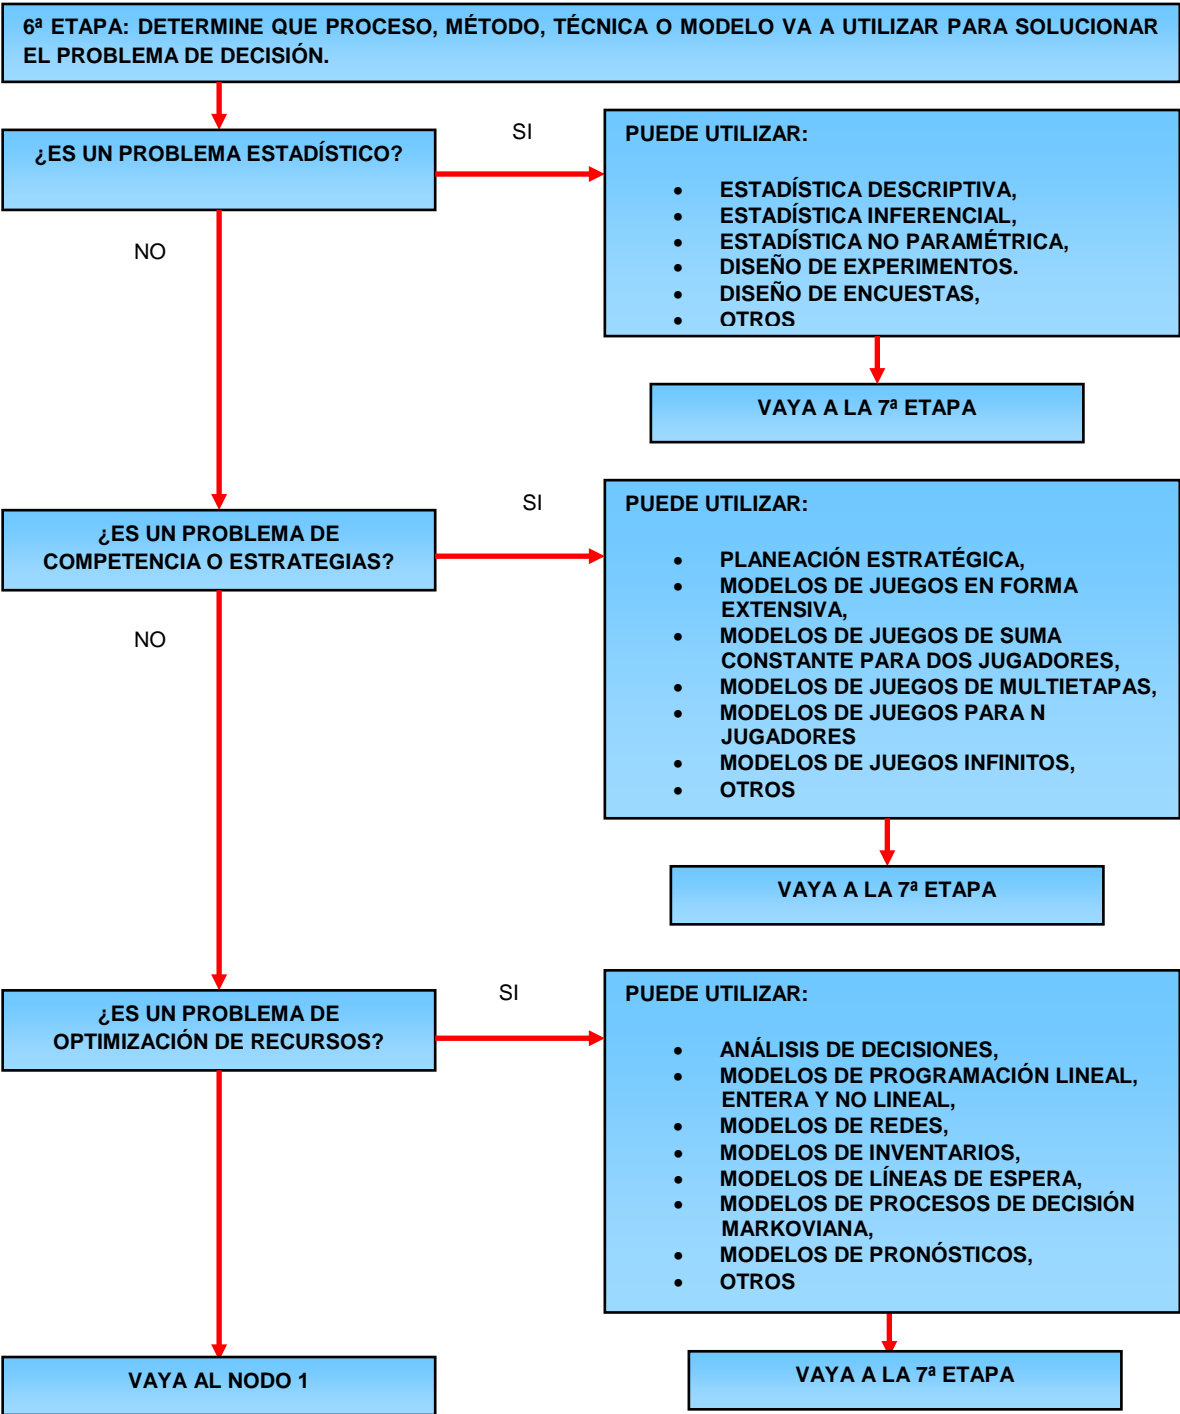 6ª ETAPA: DETERMINE QUE PROCESO, MÉTODO, TÉCNICA O MODELO VA A UTILIZAR PARA SOLUCIONAR
EL PROBLEMA DE DECISIÓN.
¿ES UN PROBLEMA ESTADÍSTICO?
SI
NO
PUEDE UTILIZAR:
• ESTADÍSTICA DESCRIPTIVA,
• ESTADÍSTICA INFERENCIAL,
• ESTADÍSTICA NO PARAMÉTRICA,
• DISEÑO DE EXPERIMENTOS.
• DISEÑO DE ENCUESTAS,
• OTROS
VAYA A LA 7ª ETAPA
¿ES UN PROBLEMA DE
COMPETENCIA O ESTRATEGIAS?
SI
NO
PUEDE UTILIZAR:
• PLANEACIÓN ESTRATÉGICA,
• MODELOS DE JUEGOS EN FORMA
EXTENSIVA,
• MODELOS DE JUEGOS DE SUMA
CONSTANTE PARA DOS JUGADORES,
• MODELOS DE JUEGOS DE MULTIETAPAS,
• MODELOS DE JUEGOS PARA N
JUGADORES
• MODELOS DE JUEGOS INFINITOS,
• OTROS
VAYA A LA 7ª ETAPA
¿ES UN PROBLEMA DE
OPTIMIZACIÓN DE RECURSOS?
SI
PUEDE UTILIZAR:
• ANÁLISIS DE DECISIONES,
• MODELOS DE PROGRAMACIÓN LINEAL,
ENTERA Y NO LINEAL,
• MODELOS DE REDES,
• MODELOS DE INVENTARIOS,
• MODELOS DE LÍNEAS DE ESPERA,
• MODELOS DE PROCESOS DE DECISIÓN
MARKOVIANA,
• MODELOS DE PRONÓSTICOS,
• OTROS
VAYA AL NODO 1
VAYA A LA 7ª ETAPA